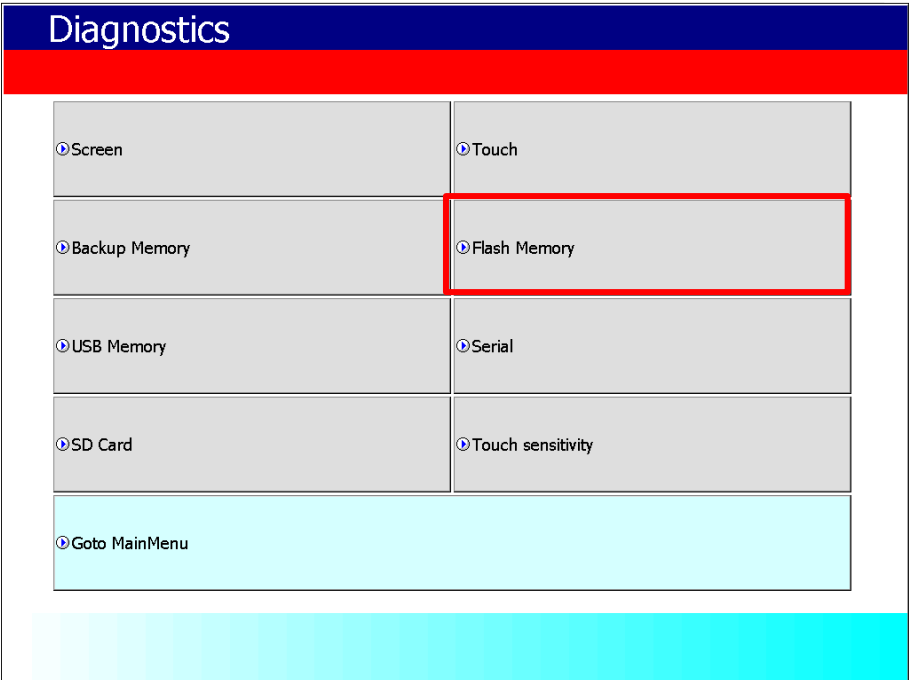 Diagnostics
Screen
Touch
Backup Memory
Flash Memory
USB Memory
Serial
SD Card
Touch sensitivity
Goto MainMenu